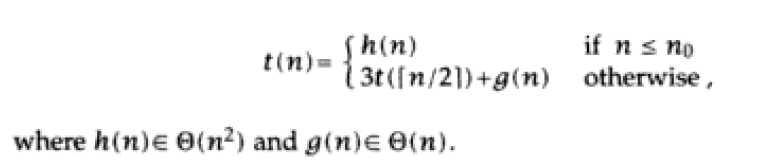 t(n)= { h(n) if n ≤ n₀
3t(⌈n/2⌉)+g(n) otherwise ,
where h(n)∈ Θ(n²) and g(n)∈ Θ(n).